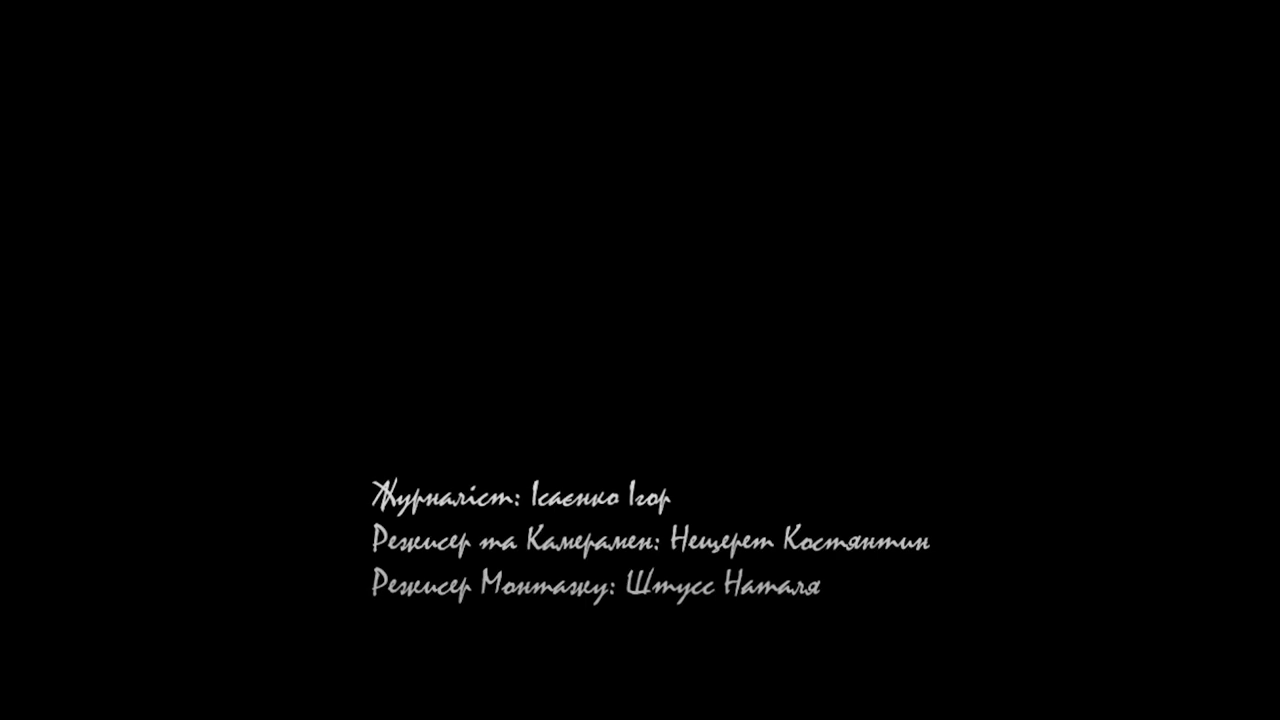 Журналіст: Ісаєнко Ігор
Режисер та Камерамен: Нещерет Костянтин
Режисер Монтажу: Штусс Наталя